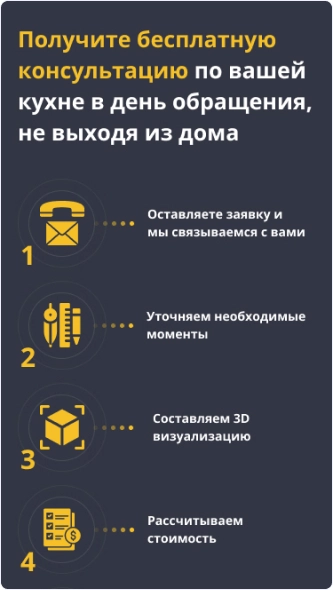 Получите бесплатную
консультацию по вашей
кухне в день обращения,
не выходя из дома
Оставляете заявку и
мы связываемся с вами
1
Уточняем необходимые
моменты
2
Составляем 3D
визуализацию
3
Рассчитываем
стоимость
4